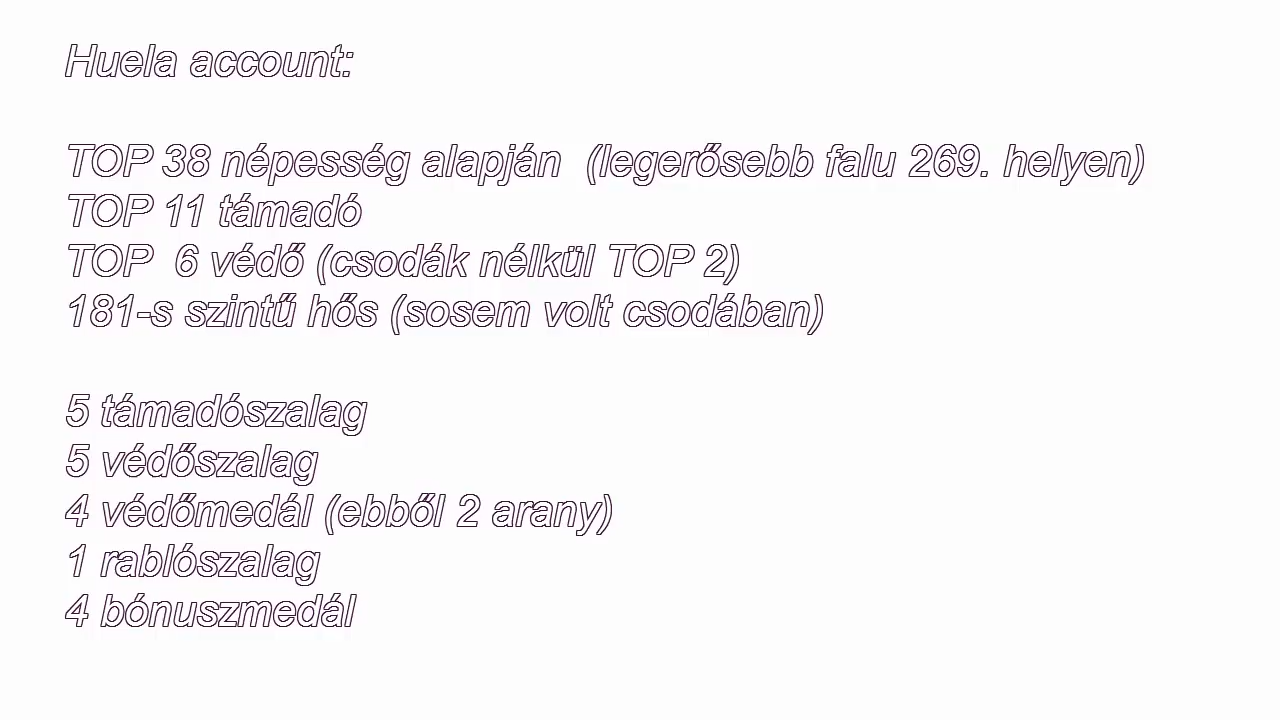 Huela account:
TOP 38 népesség alapján  (legerősebb falu 269. helyen)
TOP 11 támadó
TOP  6 védő (csodák nélkül TOP 2)
181-s szintű hős (sosem volt csodában)
5 támadószalag
5 védőszalag
4 védőmedál (ebből 2 arany)
1 rablószalag
4 bónuszmedál